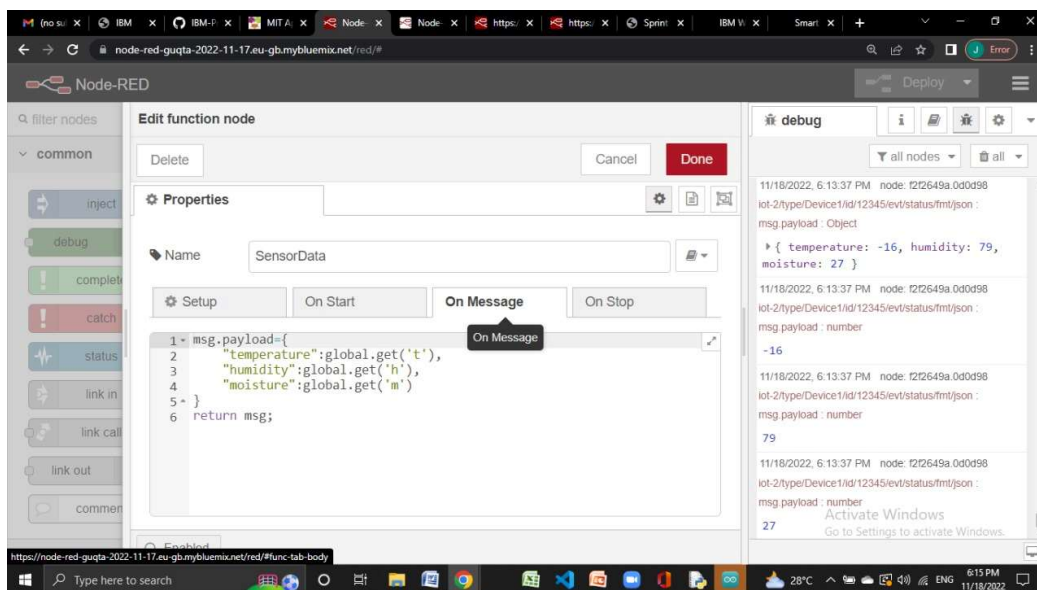 (no su
IBM
IBM-P
MIT A
Node-
Node-
https:/
https:/
Sprint
IBM W
Smart
node-red-guqta-2022-11-17.eu-gb.mybluemix.net/red/#
J Error
Node-RED
Deploy
filter nodes
common
inject
debug
complete
catch
status
link in
link call
link out
commen
Edit function node
Delete
Cancel
Done
Properties
Name
SensorData
Setup
On Start
On Message
On Stop
On Message
1 msg.payload={
2 "temperature":global.get('t'),
3 "humidity":global.get('h'),
4 "moisture":global.get('m')
5 }
6 return msg;
Enabled
debug
i
all nodes
all
11/18/2022, 6:13:37 PM node: f2f2649a.0d0d98
iot-2/type/Device1/id/12345/evt/status/fmt/json :
msg.payload : Object
{ temperature: -16, humidity: 79,
moisture: 27 }
11/18/2022, 6:13:37 PM node: f2f2649a.0d0d98
iot-2/type/Device1/id/12345/evt/status/fmt/json :
msg.payload : number
-16
11/18/2022, 6:13:37 PM node: f2f2649a.0d0d98
iot-2/type/Device1/id/12345/evt/status/fmt/json :
msg.payload : number
79
11/18/2022, 6:13:37 PM node: f2f2649a.0d0d98
iot-2/type/Device1/id/12345/evt/status/fmt/json :
msg.payload : number
27
Activate Windows
Go to Settings to activate Windows.
https://node-red-guqta-2022-11-17.eu-gb.mybluemix.net/red/#func-tab-body
Type here to search
28°C
ENG
6:15 PM
11/18/2022